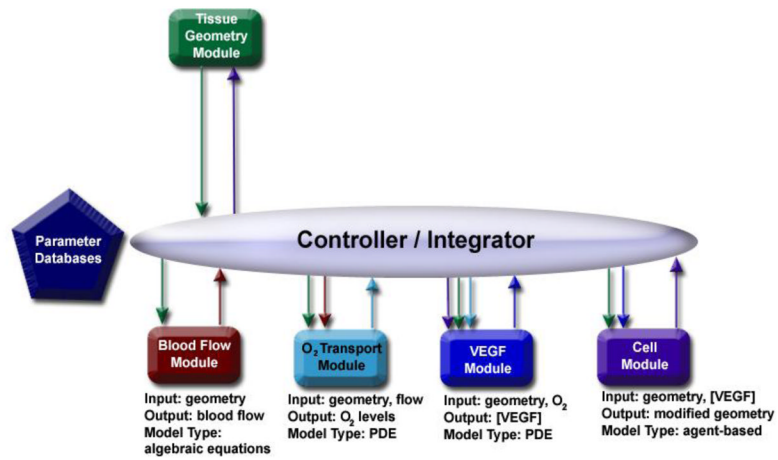 Tissue
Geometry
Module
Parameter
Databases
Controller / Integrator
Blood Flow
Module
Input: geometry
Output: blood flow
Model Type:
algebraic equations
O₂ Transport
Module
Input: geometry, flow
Output: O₂ levels
Model Type: PDE
VEGF
Module
Input: geometry, O₂
Output: [VEGF]
Model Type: PDE
Cell
Module
Input: geometry, [VEGF]
Output: modified geometry
Model Type: agent-based